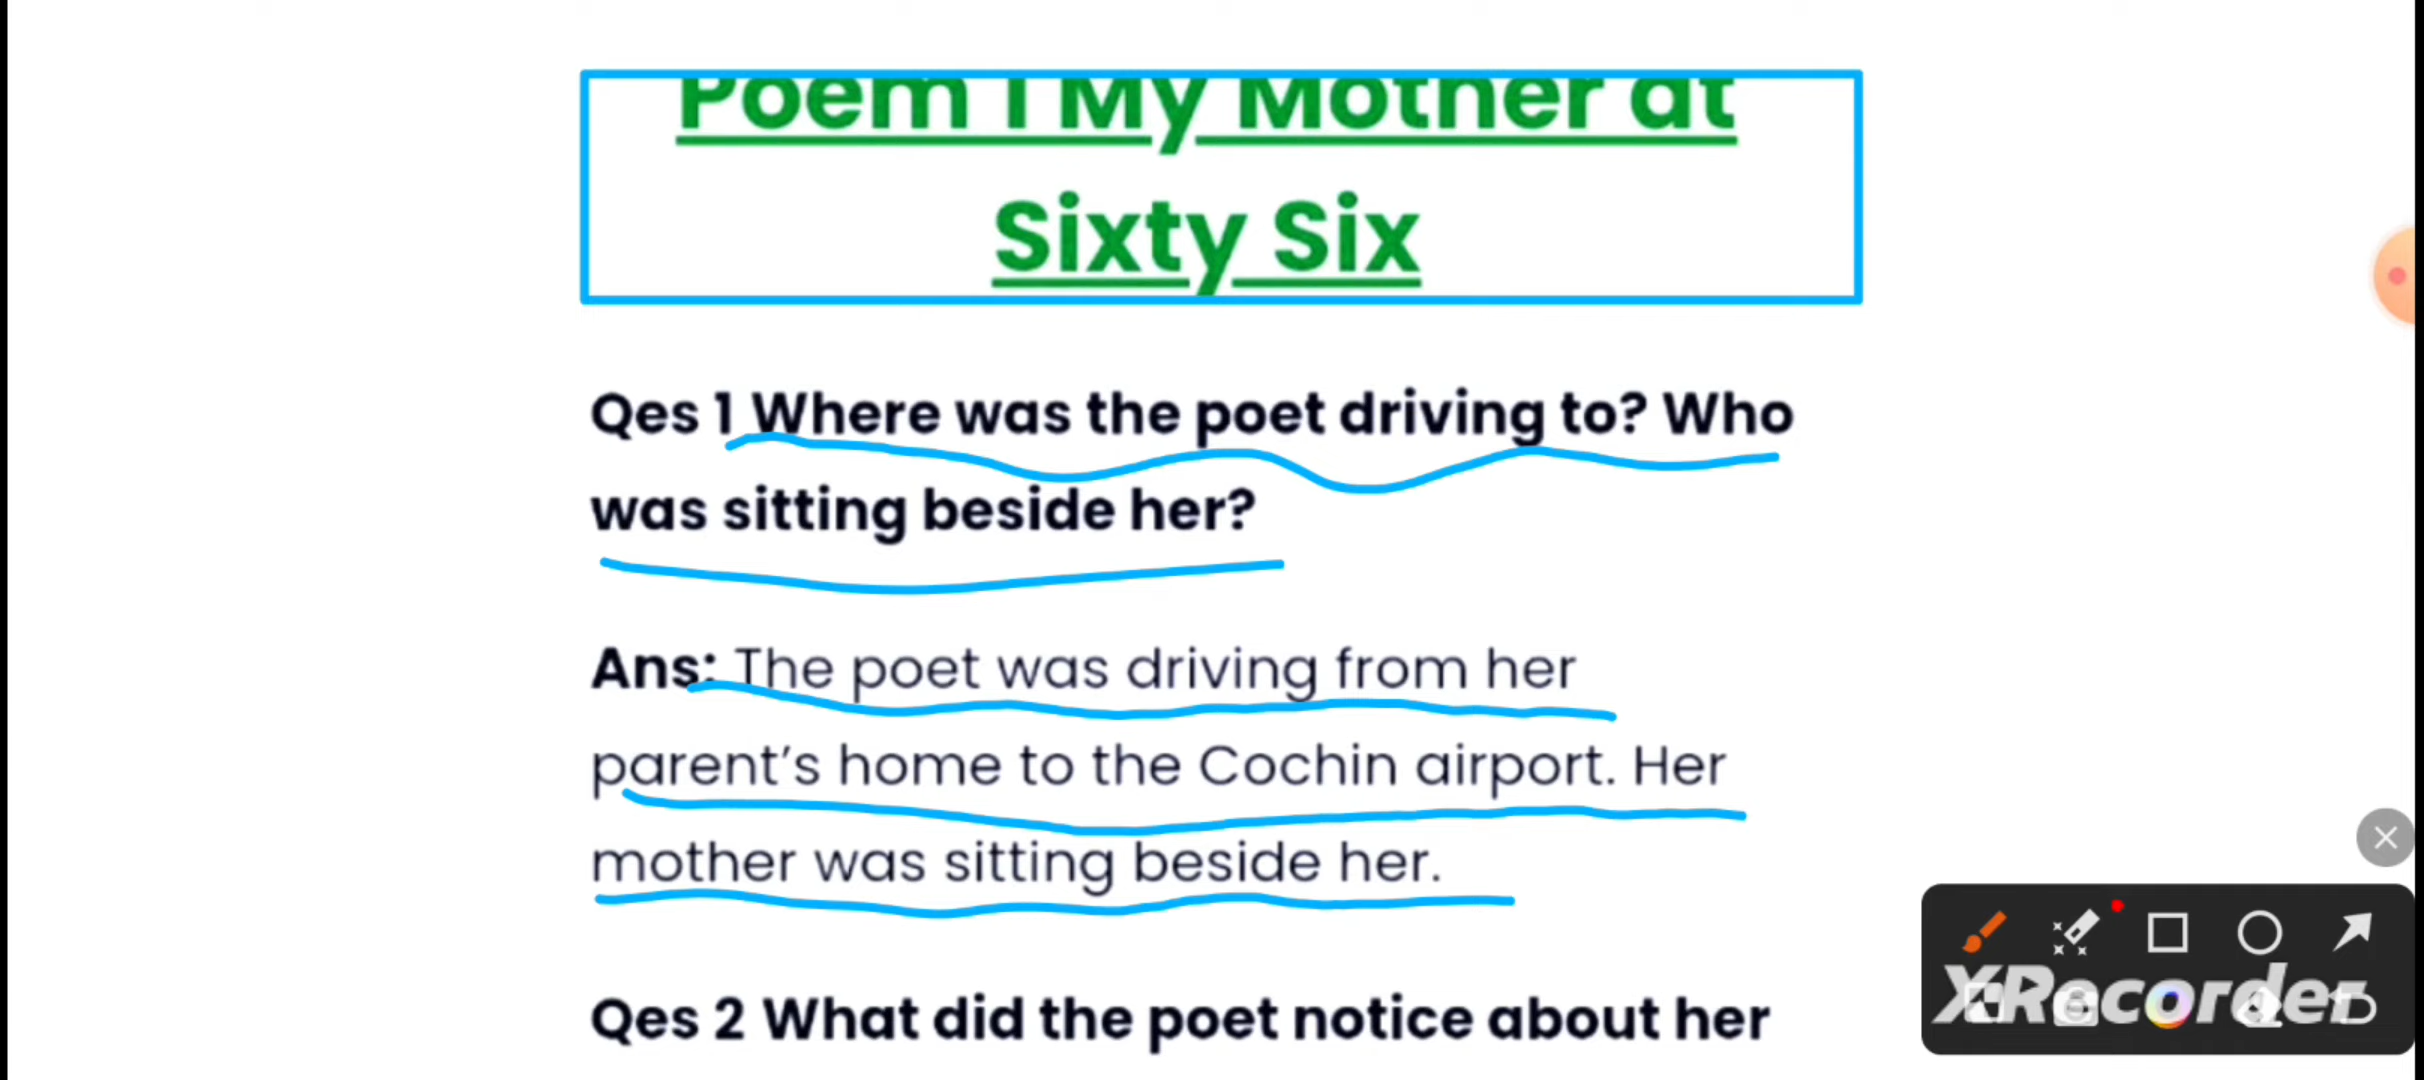 Poem 1 My Mother at
Sixty Six
Qes 1 Where was the poet driving to? Who
was sitting beside her?
Ans: The poet was driving from her
parent’s home to the Cochin airport. Her
mother was sitting beside her.
Qes 2 What did the poet notice about her
XRecorder